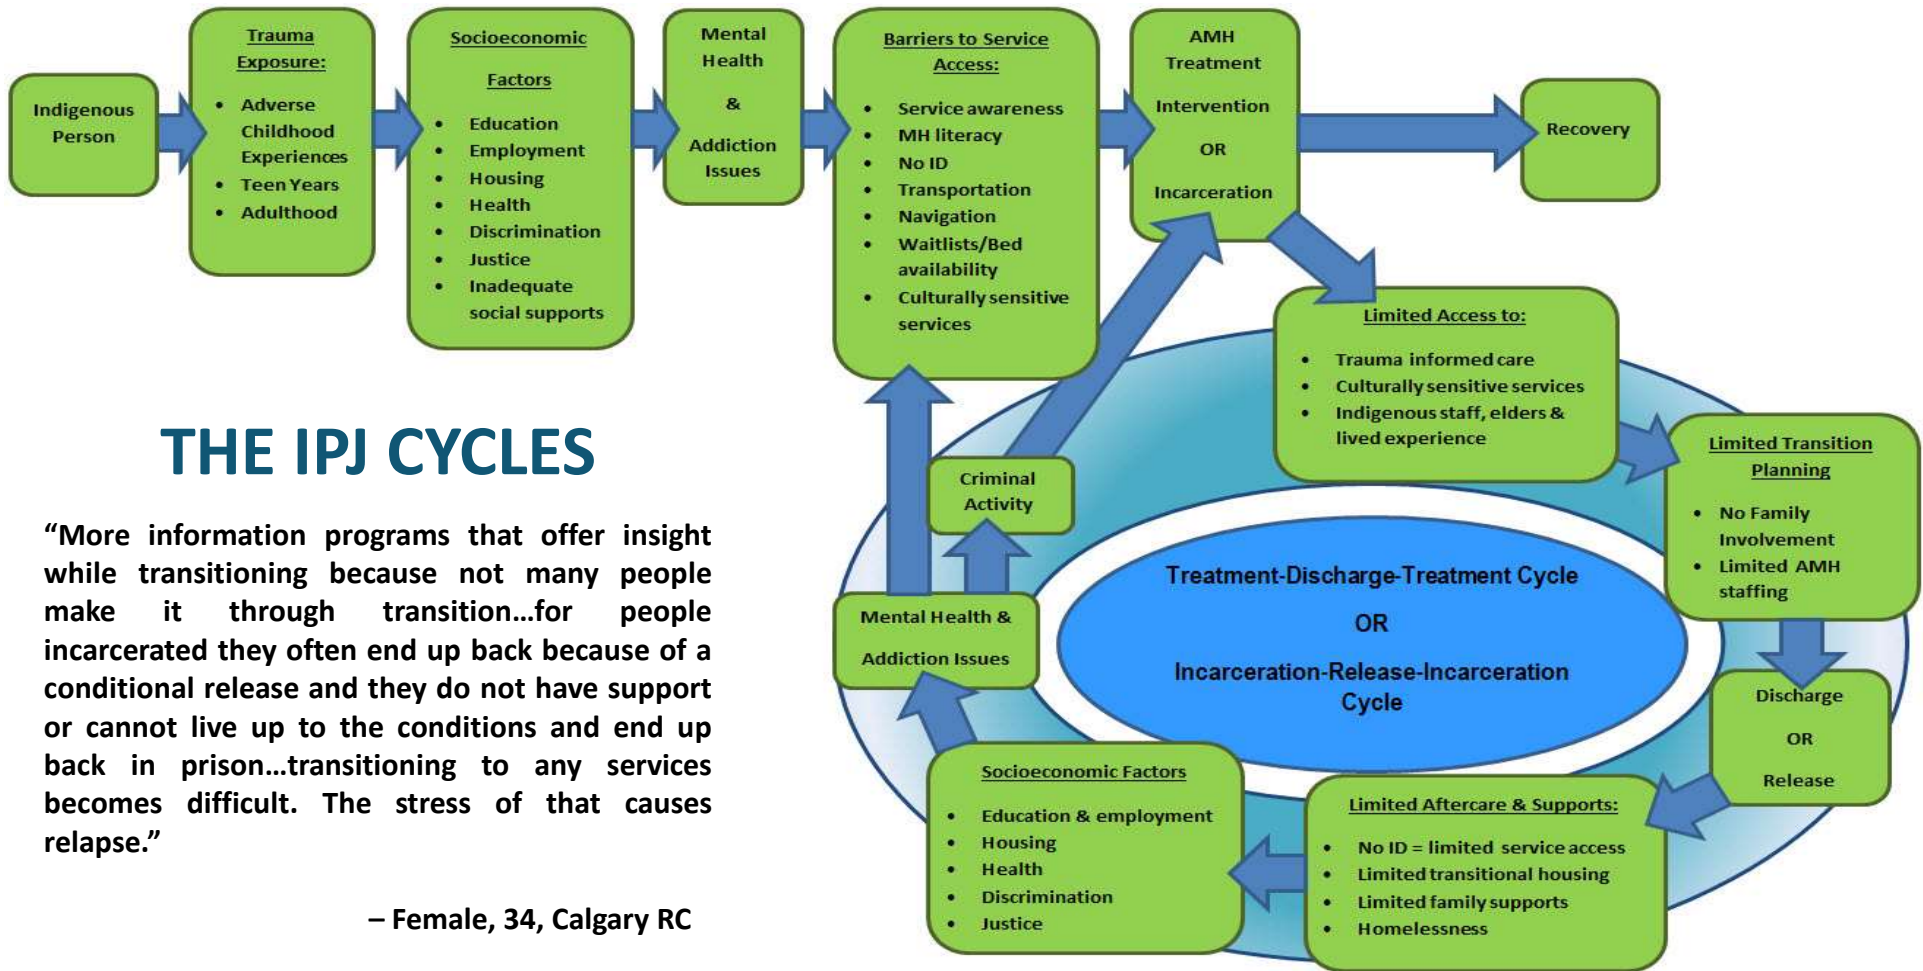 Indigenous
Person
Trauma
Exposure:
• Adverse
Childhood
Experiences
• Teen Years
• Adulthood
Socioeconomic
Factors
• Education
• Employment
• Housing
• Health
• Discrimination
• Justice
• Inadequate
social supports
Mental
Health
&
Addiction
Issues
Barriers to Service
Access:
• Service awareness
• MH literacy
• No ID
• Transportation
• Navigation
• Waitlists/Bed
availability
• Culturally sensitive
services
AMH
Treatment
Intervention
OR
Incarceration
Recovery
Limited Access to:
• Trauma informed care
• Culturally sensitive services
• Indigenous staff, elders &
lived experience
Limited Transition
Planning
• No Family
Involvement
• Limited AMH
staffing
Discharge
OR
Release
Limited Aftercare & Supports:
• No ID = limited service access
• Limited transitional housing
• Limited family supports
• Homelessness
Socioeconomic Factors
• Education & employment
• Housing
• Health
• Discrimination
• Justice
Mental Health &
Addiction Issues
Criminal
Activity
Treatment-Discharge-Treatment Cycle
OR
Incarceration-Release-Incarceration
Cycle
THE IPJ CYCLES
“More information programs that offer insight
while transitioning because not many people
make it through transition…for people
incarcerated they often end up back because of a
conditional release and they do not have support
or cannot live up to the conditions and end up
back in prison…transitioning to any services
becomes difficult. The stress of that causes
relapse.”
– Female, 34, Calgary RC